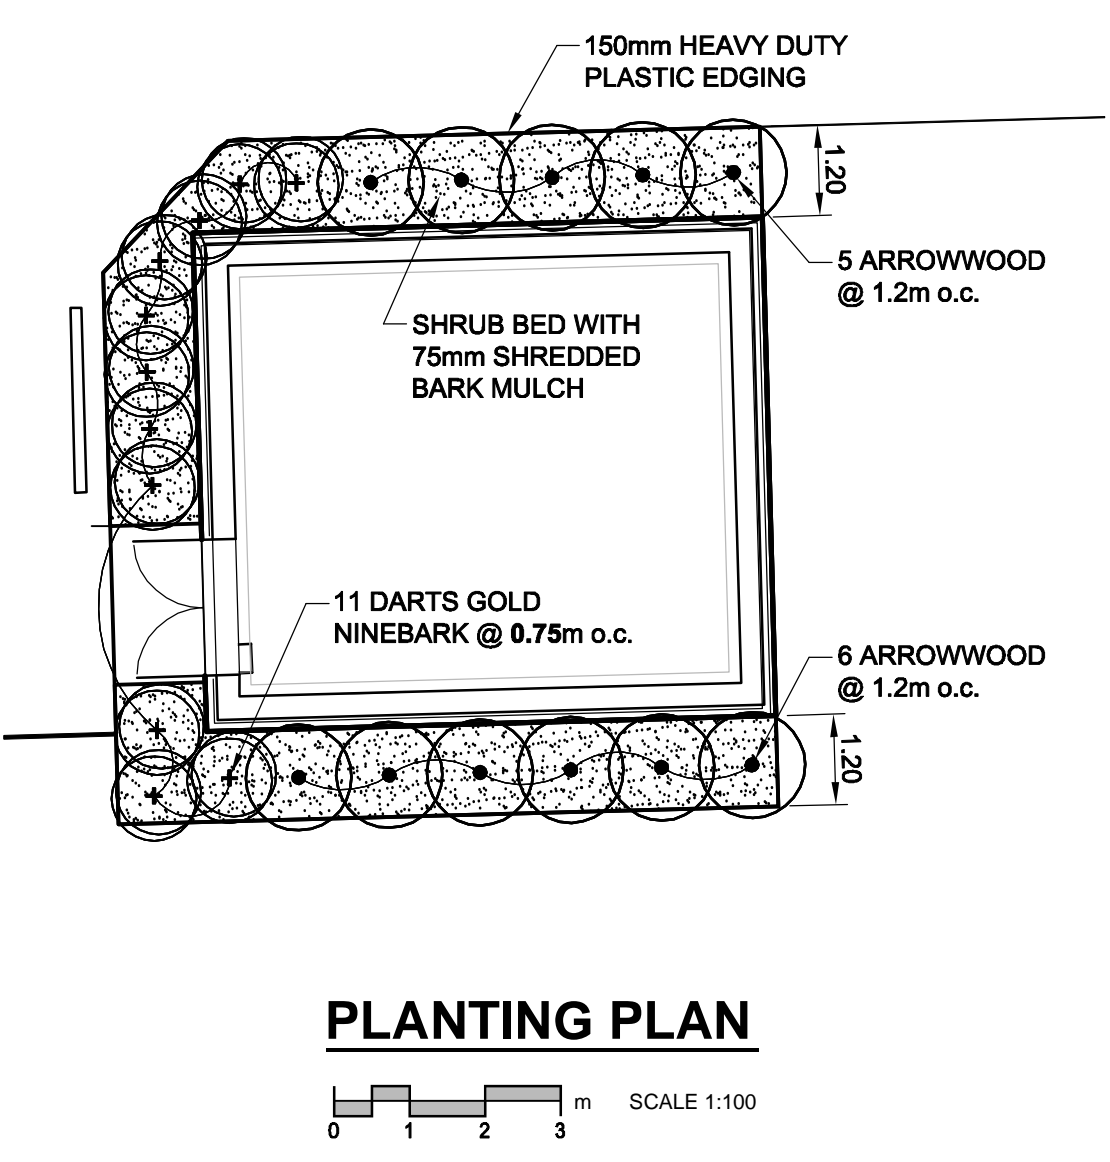 150mm HEAVY DUTY
PLASTIC EDGING
1.20
5 ARROWWOOD
@ 1.2m o.c.
SHRUB BED WITH
75mm SHREDDED
BARK MULCH
11 DARTS GOLD
NINEBARK @ 0.75m o.c.
6 ARROWWOOD
@ 1.2m o.c.
1.20
PLANTING PLAN
m SCALE 1:100
0 1 2 3